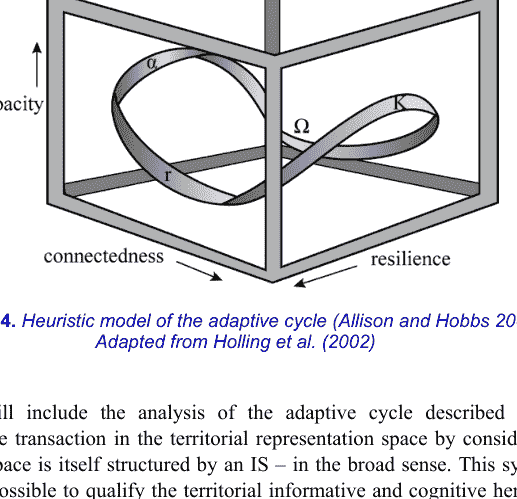 α
pacity
K
Ω
r
connectedness
resilience
4. Heuristic model of the adaptive cycle (Allison and Hobbs 20
Adapted from Holling et al. (2002)
ill include the analysis of the adaptive cycle described
e transaction in the territorial representation space by consid
pace is itself structured by an IS – in the broad sense. This sy
ossible to qualify the territorial informative and cognitive her